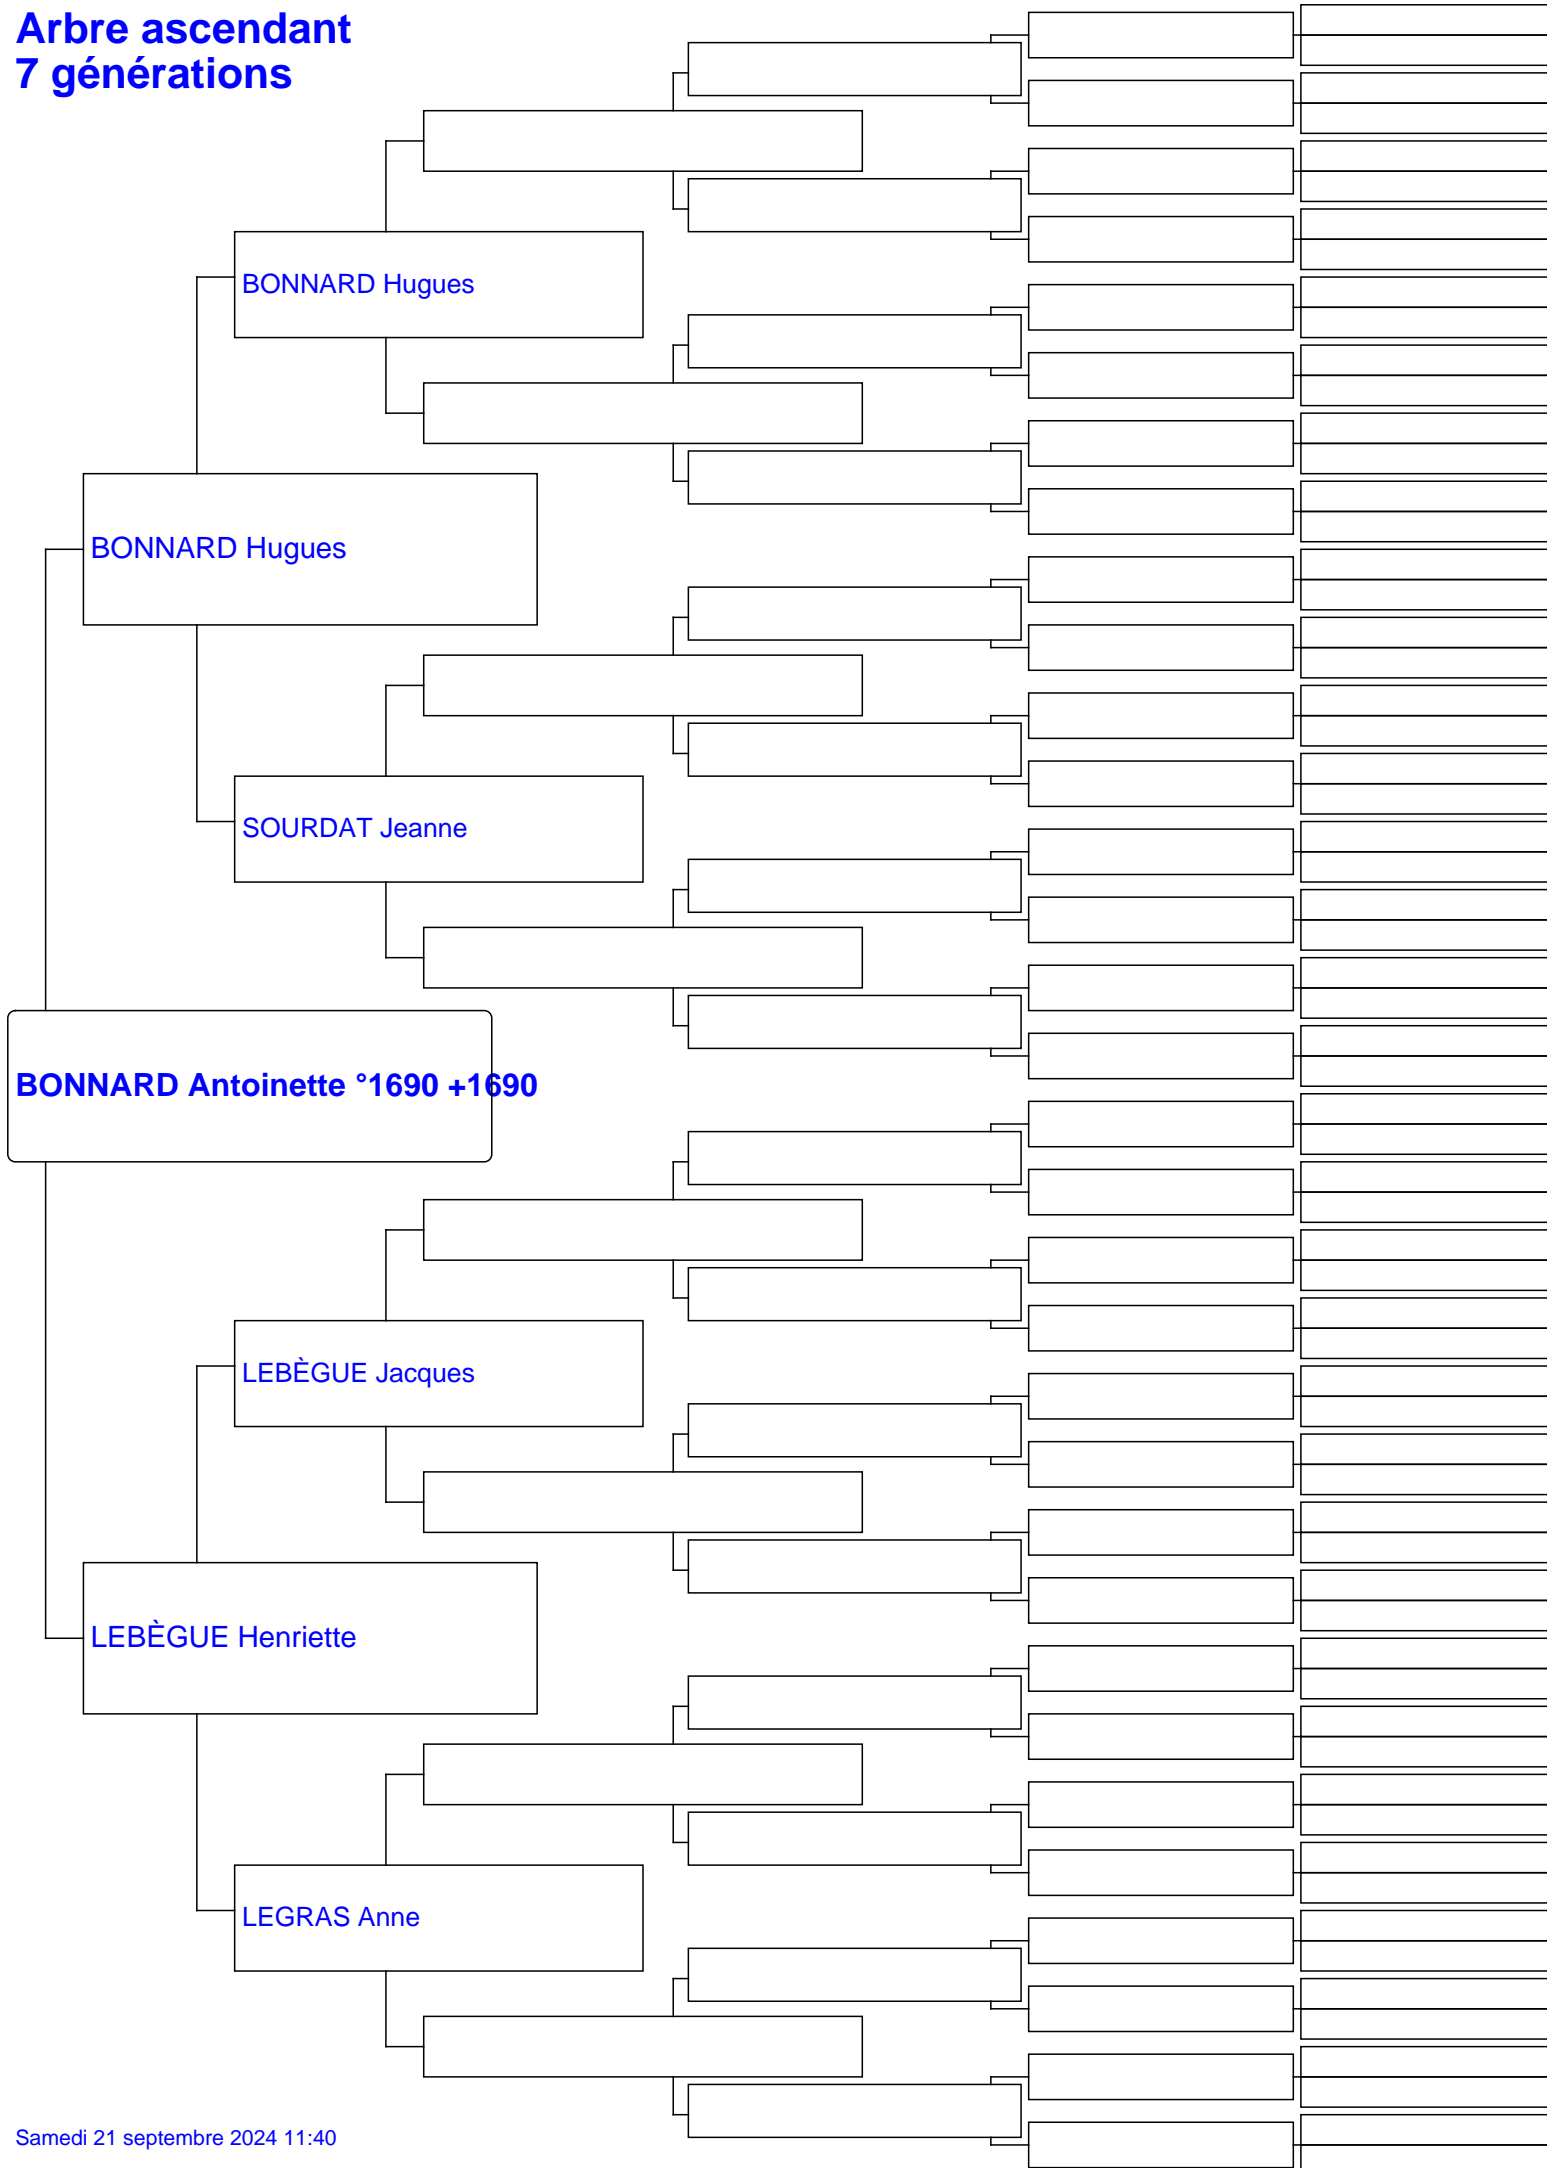 Arbre ascendant
7 générations
BONNARD Hugues
BONNARD Hugues
SOURDAT Jeanne
BONNARD Antoinette °1690 +1690
LEBÈGUE Jacques
LEBÈGUE Henriette
LEGRAS Anne
Samedi 21 septembre 2024 11:40